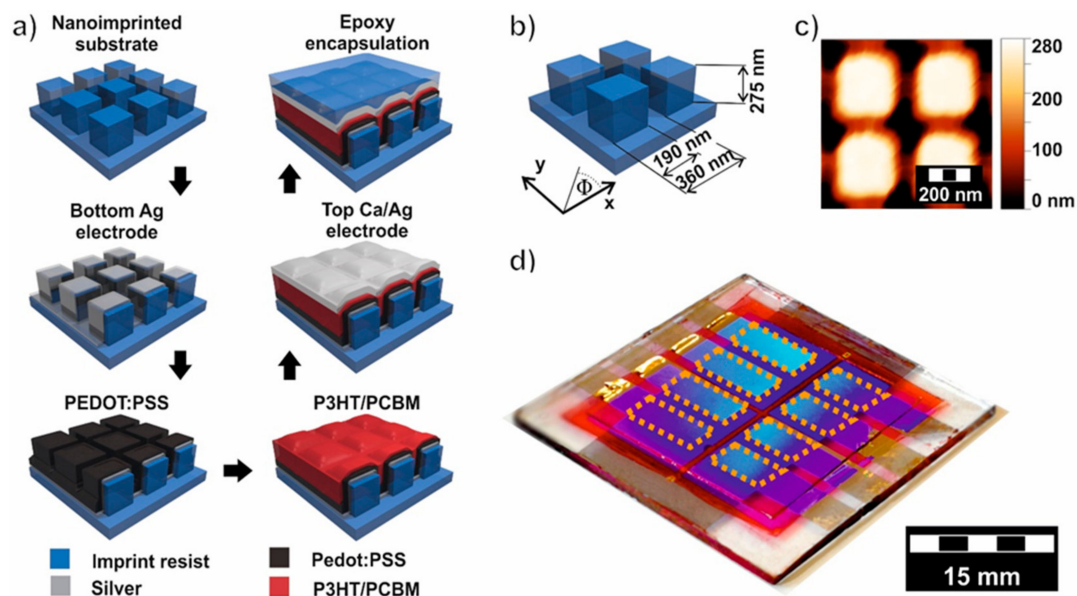 a)
Nanoimprinted
substrate
Epoxy
encapsulation
Bottom Ag
electrode
Top Ca/Ag
electrode
PEDOT:PSS
P3HT/PCBM
Imprint resist
Silver
Pedot:PSS
P3HT/PCBM
b)
275 nm
190 nm
360 nm
y
Φ
x
c)
280
200
100
0 nm
200 nm
d)
15 mm